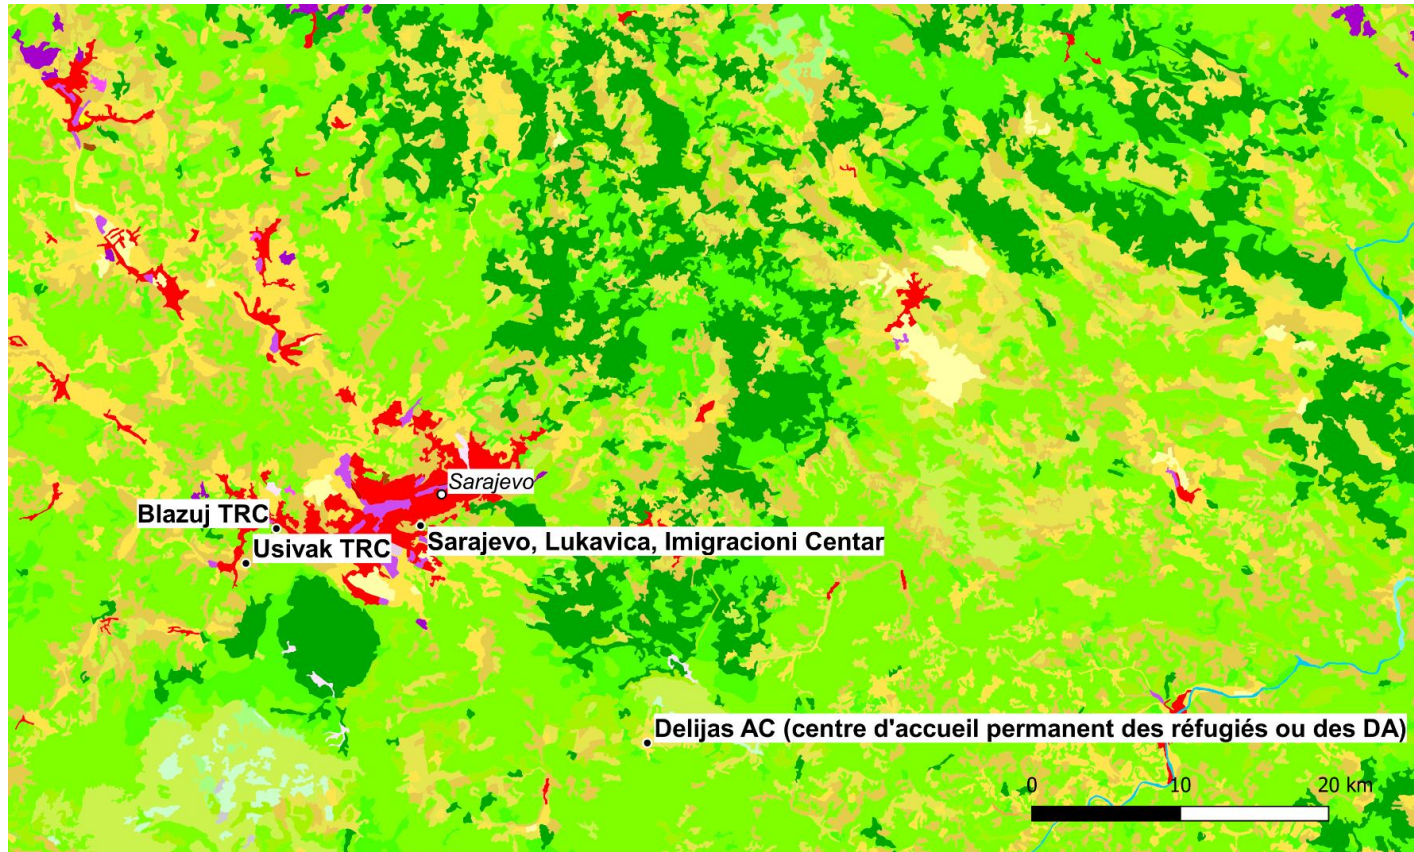 Sarajevo
Blazuj TRC
Usivak TRC
Sarajevo, Lukavica, Imigracioni Centar
Delijas AC (centre d'accueil permanent des réfugiés ou des DA)
0 10 20 km